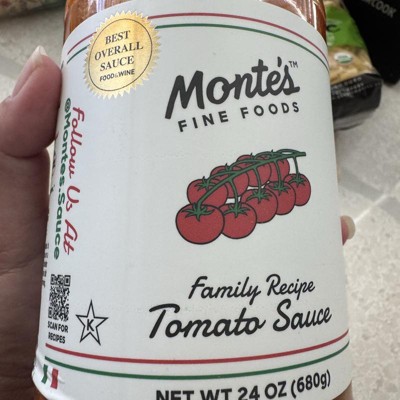 BEST
OVERALL
SAUCE
FOOD&WINE
Monte's™
FINE FOODS
Follow Us At
@Montes.Sauce
SCAN FOR
RECIPES
K
Family Recipe
Tomato Sauce
NET WT 24 OZ (680g)
COOK